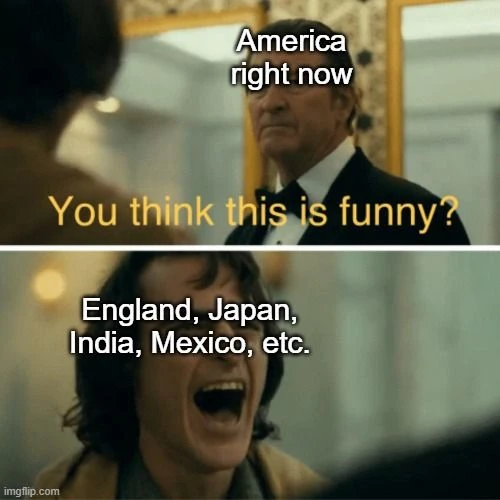 America
right now
You think this is funny?
England, Japan,
India, Mexico, etc.
imgflip.com